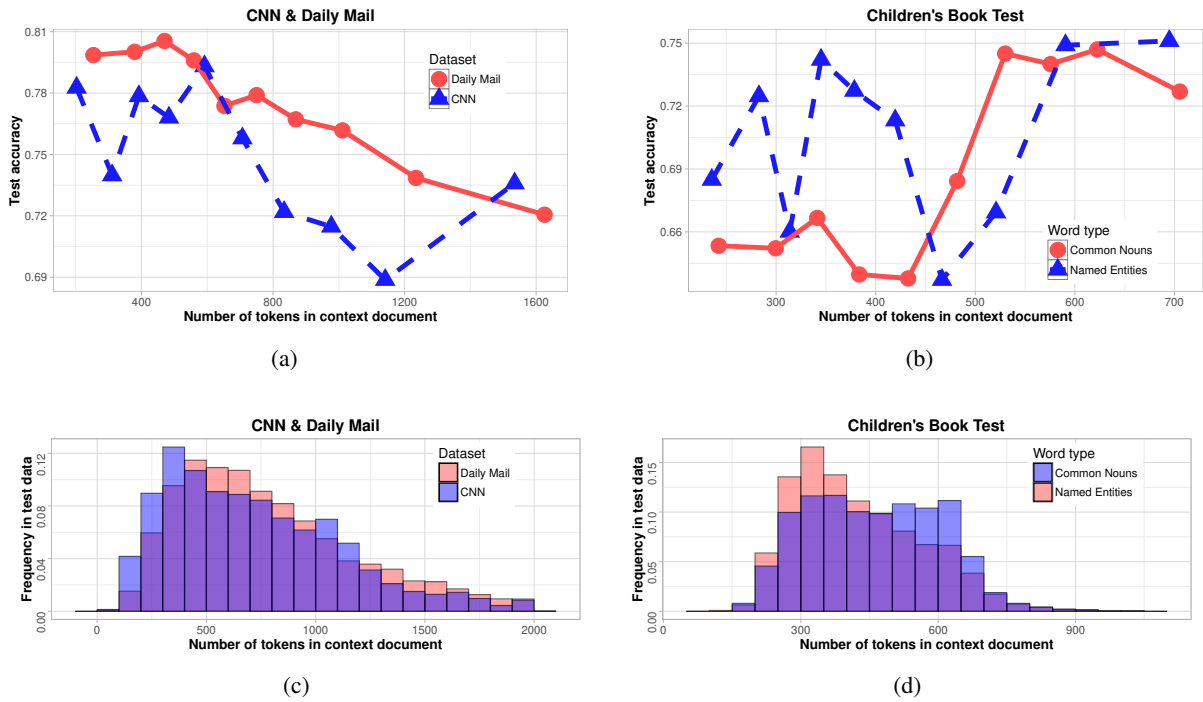 CNN & Daily Mail
0.81
0.78
0.75
0.72
0.69
Test accuracy
Dataset
Daily Mail
CNN
400
800
1200
1600
Number of tokens in context document
(a)
Children's Book Test
0.75
0.72
0.69
0.66
Test accuracy
Word type
Common Nouns
Named Entities
300
400
500
600
700
Number of tokens in context document
(b)
CNN & Daily Mail
0.12
0.08
0.04
0.00
Frequency in test data
Dataset
Daily Mail
CNN
0
500
1000
1500
2000
Number of tokens in context document
(c)
Children's Book Test
0.15
0.10
0.05
0.00
Frequency in test data
Word type
Common Nouns
Named Entities
0
300
600
900
Number of tokens in context document
(d)